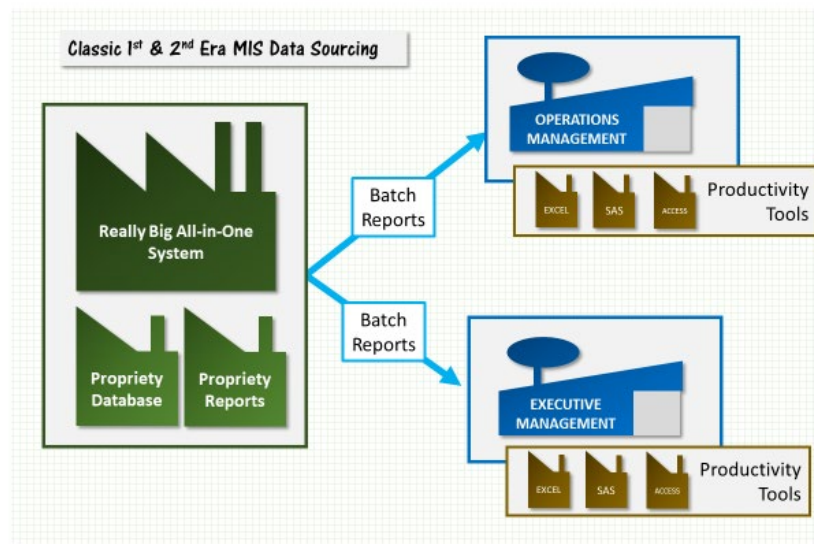 Classic 1st & 2nd Era MIS Data Sourcing
Really Big All-in-One
System
Propriety
Database
Propriety
Reports
Batch
Reports
Batch
Reports
OPERATIONS
MANAGEMENT
EXCEL
SAS
ACCESS
Productivity
Tools
EXECUTIVE
MANAGEMENT
EXCEL
SAS
ACCESS
Productivity
Tools